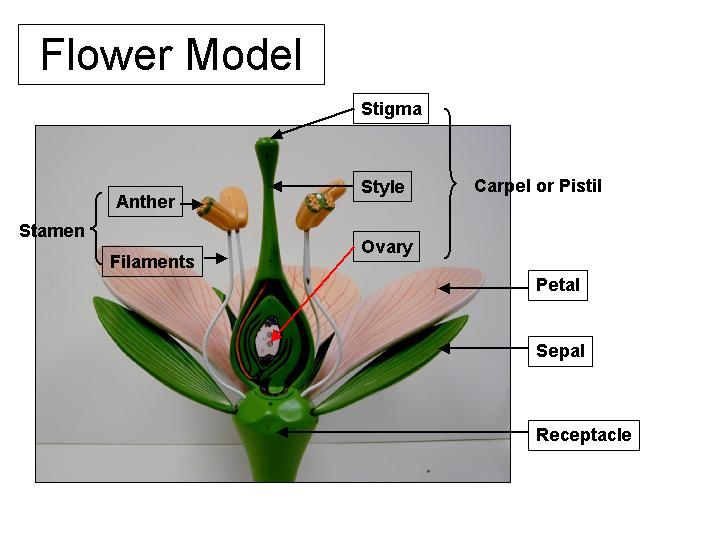 Flower Model
Stigma
Style
Carpel or Pistil
Anther
Stamen
Filaments
Ovary
Petal
Sepal
Receptacle